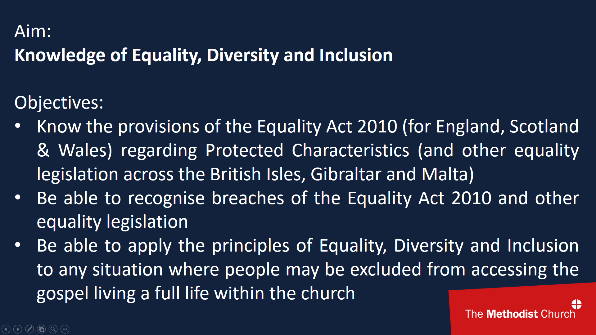 Aim:
Knowledge of Equality, Diversity and Inclusion
Objectives:
• Know the provisions of the Equality Act 2010 (for England, Scotland
& Wales) regarding Protected Characteristics (and other equality
legislation across the British Isles, Gibraltar and Malta)
• Be able to recognise breaches of the Equality Act 2010 and other
equality legislation
• Be able to apply the principles of Equality, Diversity and Inclusion
to any situation where people may be excluded from accessing the
gospel living a full life within the church
The Methodist Church